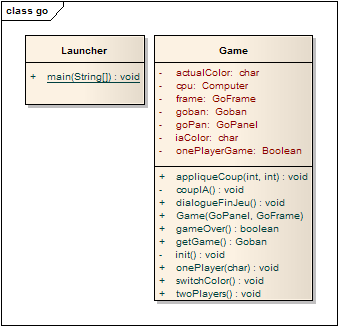 class go
Launcher
+ main(String[]) : void
Game
- actualColor: char
- cpu: Computer
- frame: GoFrame
- goban: Goban
- goPan: GoPanel
- iaColor: char
- onePlayerGame: Boolean
+ appliqueCoup(int, int) : void
- coupIA() : void
+ dialogueFinJeu() : void
+ Game(GoPanel, GoFrame)
+ gameOver() : boolean
+ getGame() : Goban
- init() : void
+ onePlayer(char) : void
+ switchColor() : void
+ twoPlayers() : void